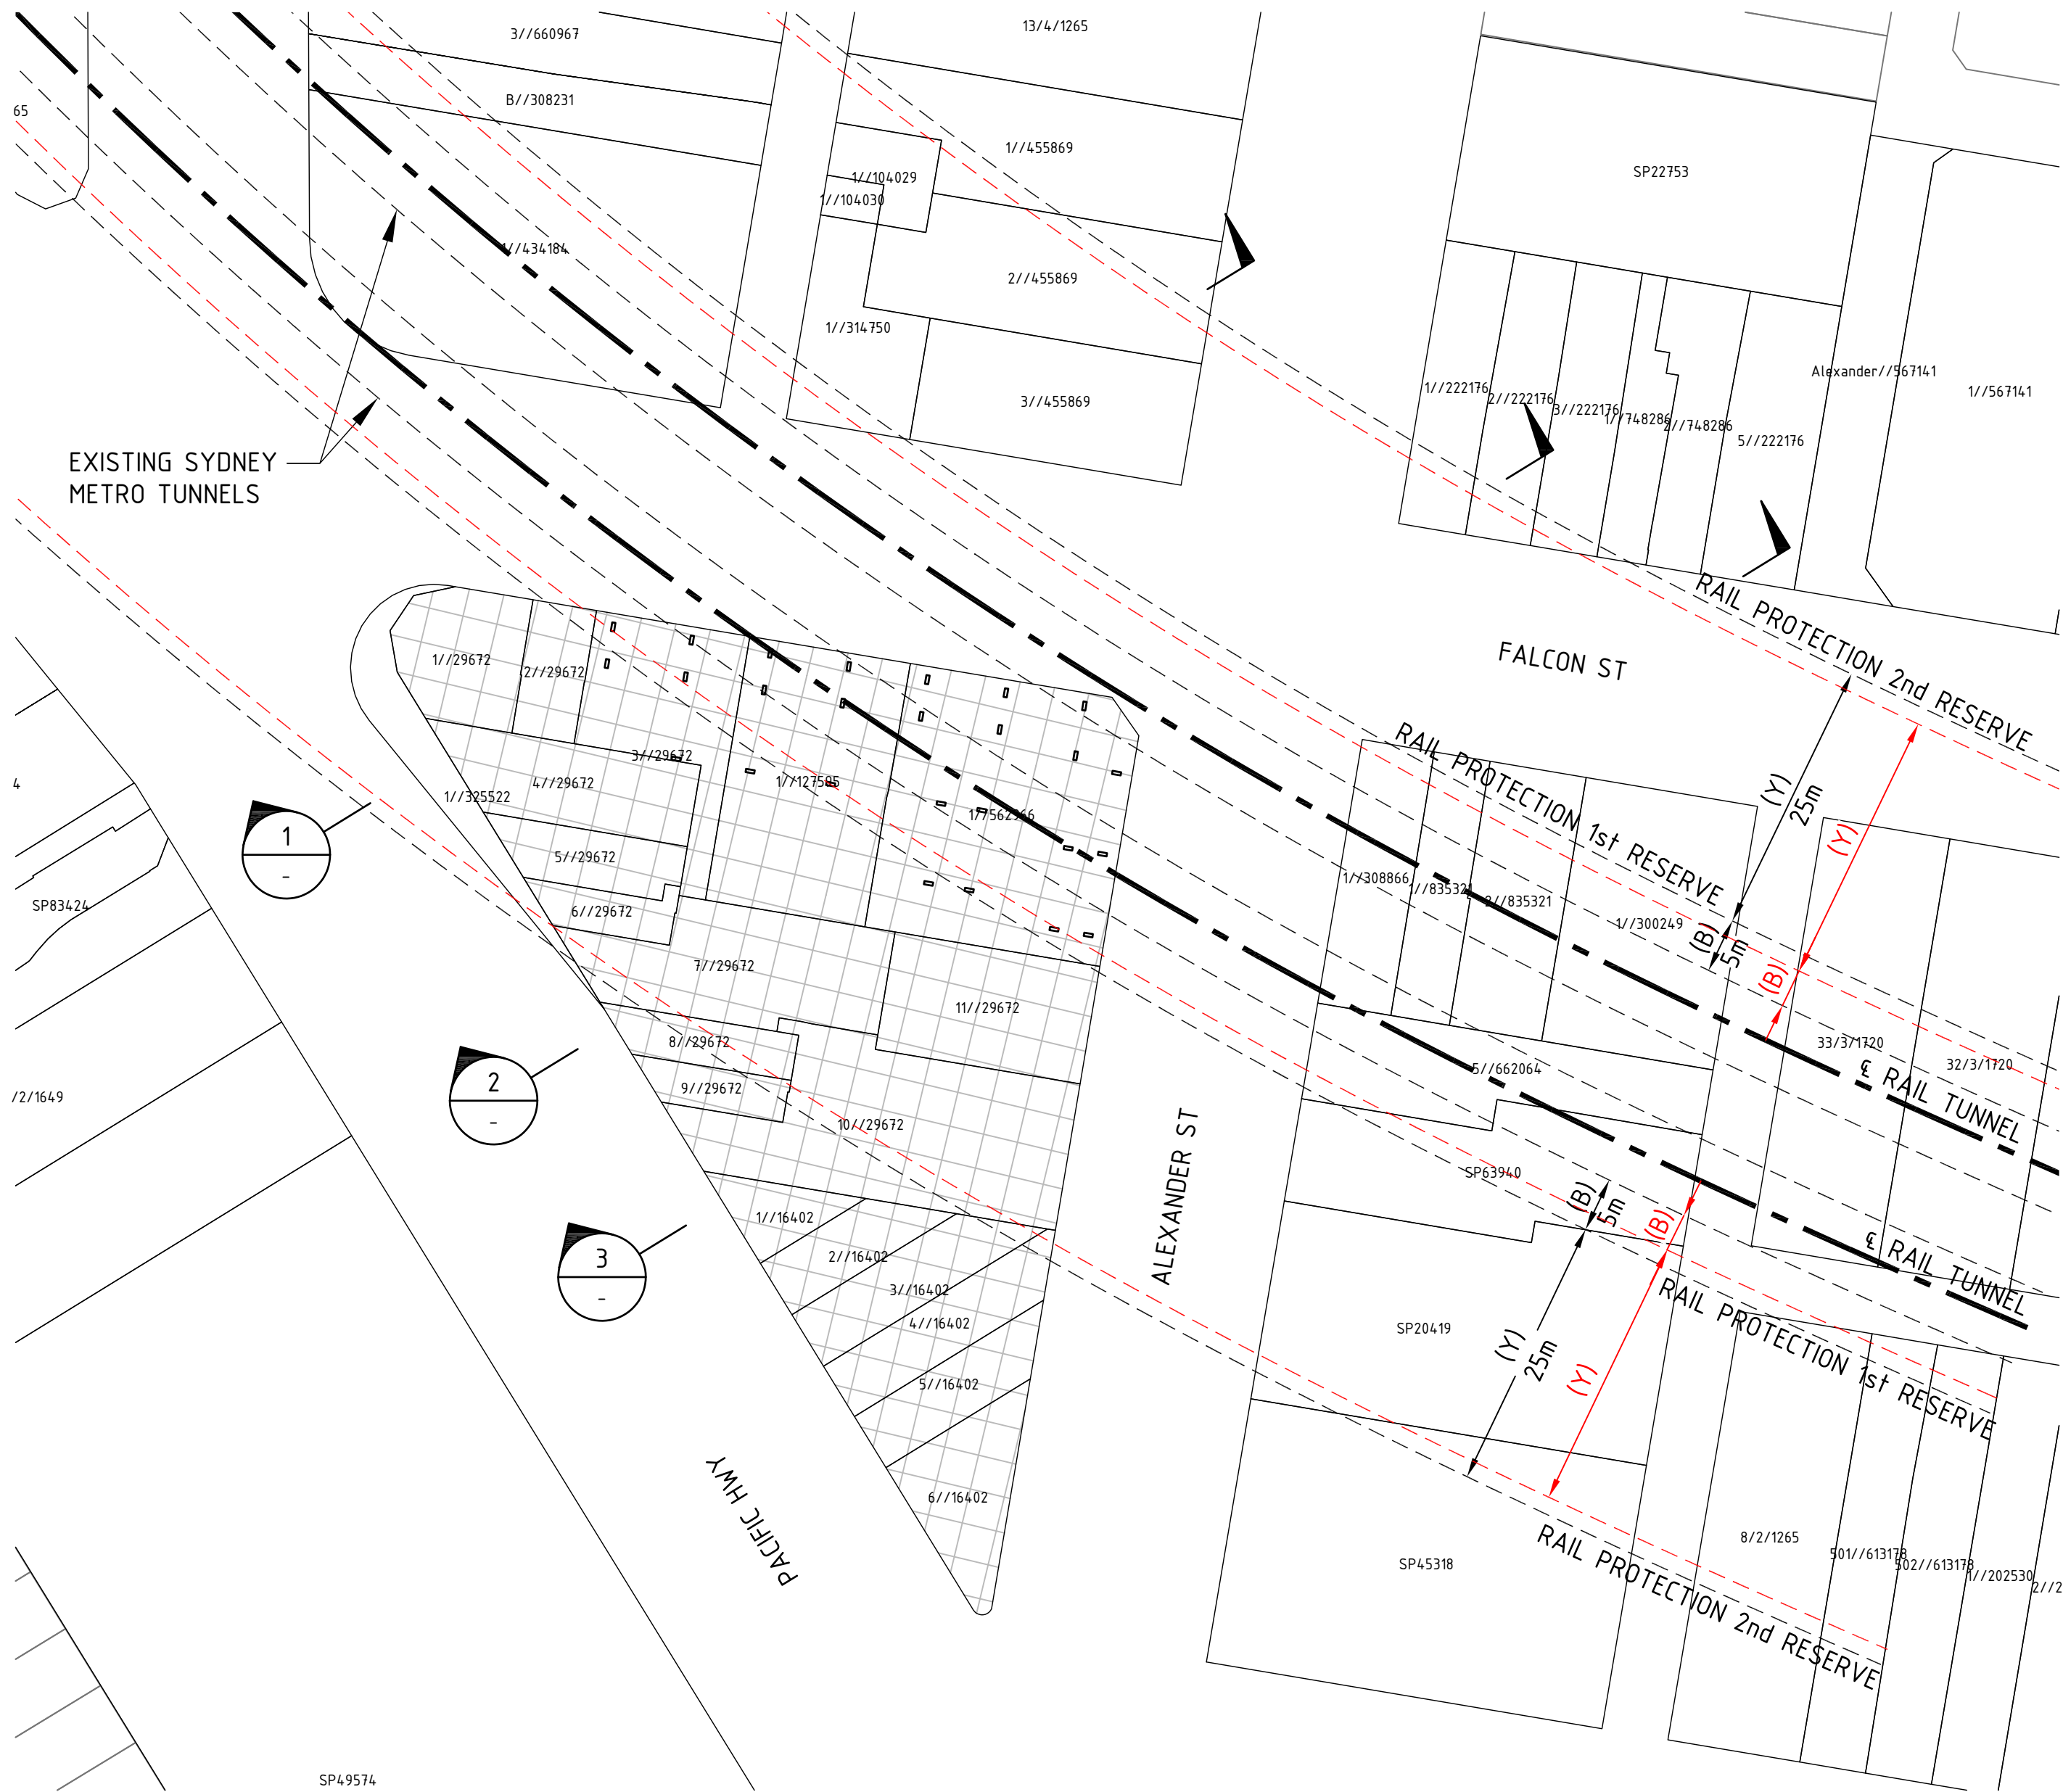 3//660967
13/4/1265
B//308231
65
1//455869
SP22753
1//104029
1//104030
1//434184
2//455869
1//314750
Alexander//567141
1//222176
2//222176
3//222176
1//748286
2//748286
5//222176
1//567141
3//455869
EXISTING SYDNEY
METRO TUNNELS
RAIL PROTECTION 2nd RESERVE
FALCON ST
1//29672
2//29672
3//29672
4//29672
1//325522
1//562966
RAIL PROTECTION 1st RESERVE
(Y)
25m
(Y)
4
1
-
5//29672
6//29672
SP83424
1//308866
1//835321
2//835321
1//300249
(B)
5m
(B)
7//29672
11//29672
8//29672
9//29672
10//29672
33/3/1720
32/3/1720
5//662064
℄ RAIL TUNNEL
/2/1649
2
-
SP63940
(B)
5m
(B)
℄ RAIL TUNNEL
ALEXANDER ST
1//16402
2//16402
3//16402
4//16402
5//16402
6//16402
3
-
RAIL PROTECTION 1st RESERVE
SP20419
(Y)
25m
(Y)
PACIFIC HWY
RAIL PROTECTION 2nd RESERVE
SP45318
8/2/1265
501//613178
502//613178
1//202530
2//2
SP49574